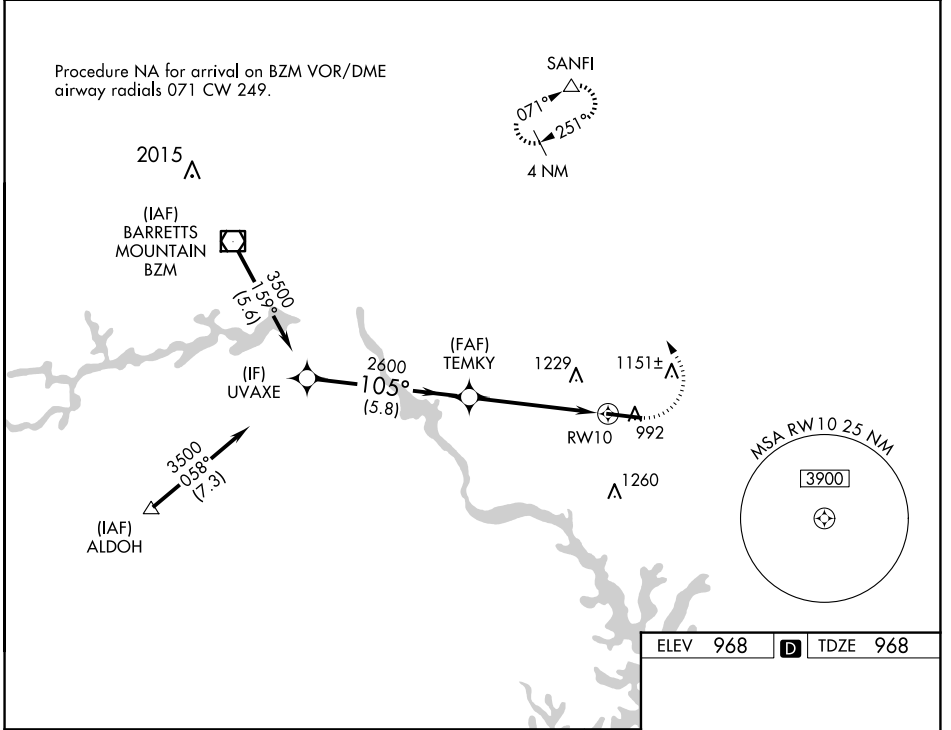 Procedure NA for arrival on BZM VOR/DME
airway radials 071 CW 249.
SANFI
071°
251°
4 NM
2015
(IAF)
BARRETTS
MOUNTAIN
BZM
3500
159°
(5.6)
(IF)
UVAXE
2600
105°
(5.8)
(FAF)
TEMKY
1229
1151±
RW10
992
1260
3500
058°
(7.3)
(IAF)
ALDOH
MSA RW10 25 NM
3900
ELEV 968 D TDZE 968